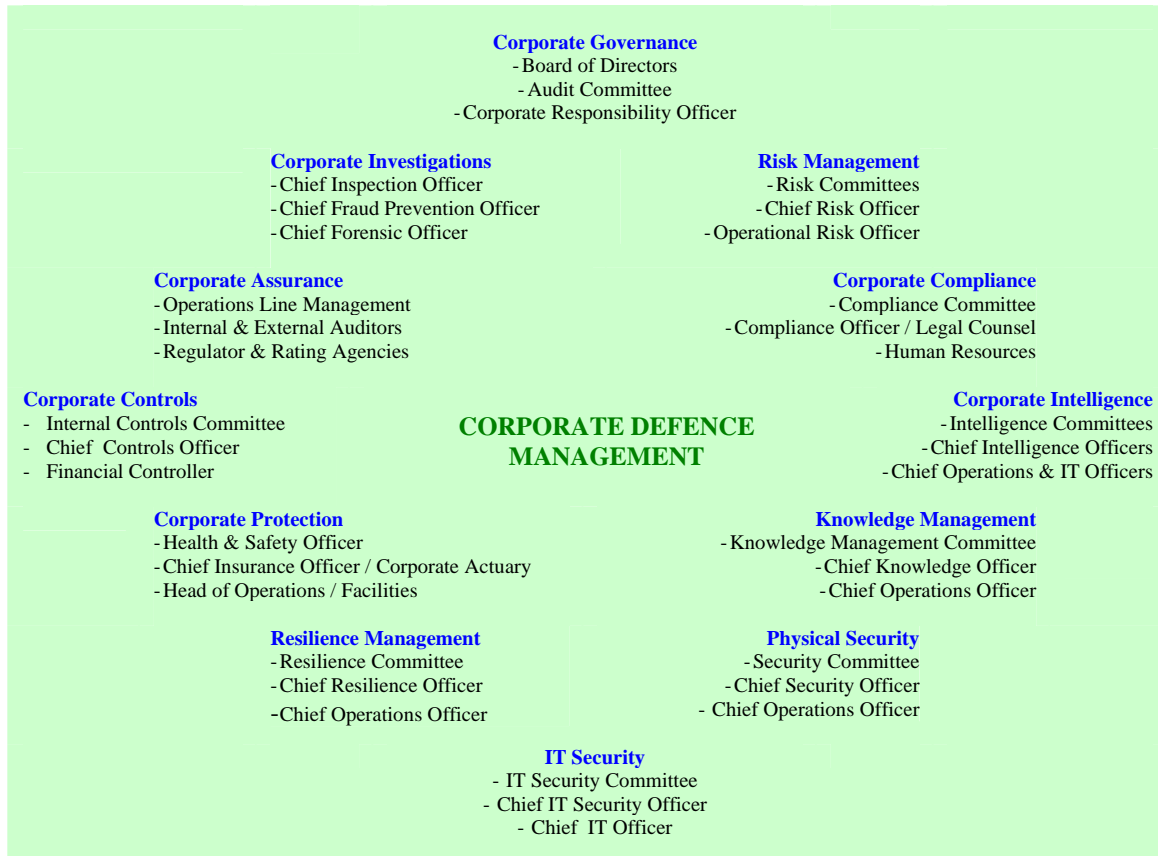 Corporate Governance
-Board of Directors
-Audit Committee
-Corporate Responsibility Officer
Corporate Investigations
-Chief Inspection Officer
-Chief Fraud Prevention Officer
-Chief Forensic Officer
Risk Management
-Risk Committees
-Chief Risk Officer
-Operational Risk Officer
Corporate Assurance
-Operations Line Management
-Internal & External Auditors
-Regulator & Rating Agencies
Corporate Compliance
-Compliance Committee
-Compliance Officer / Legal Counsel
-Human Resources
Corporate Controls
- Internal Controls Committee
- Chief Controls Officer
- Financial Controller
CORPORATE DEFENCE
MANAGEMENT
Corporate Intelligence
-Intelligence Committees
-Chief Intelligence Officers
-Chief Operations & IT Officers
Corporate Protection
-Health & Safety Officer
-Chief Insurance Officer / Corporate Actuary
-Head of Operations / Facilities
Knowledge Management
-Knowledge Management Committee
-Chief Knowledge Officer
-Chief Operations Officer
Resilience Management
-Resilience Committee
-Chief Resilience Officer
-Chief Operations Officer
Physical Security
-Security Committee
-Chief Security Officer
- Chief Operations Officer
IT Security
- IT Security Committee
- Chief IT Security Officer
- Chief IT Officer